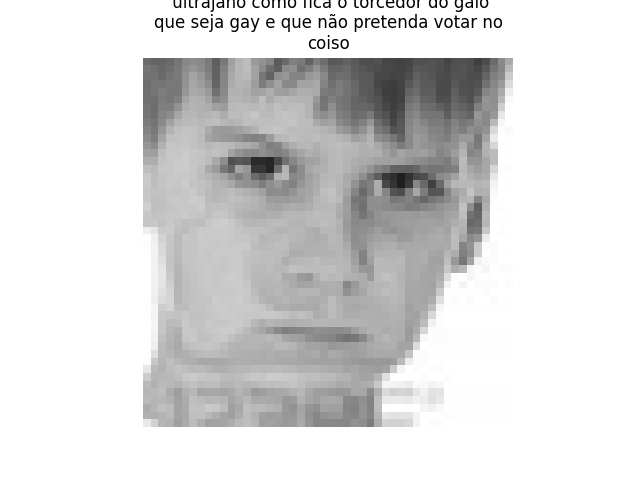 ultrajano como fica o torcedor do galo
que seja gay e que não pretenda votar no
coiso